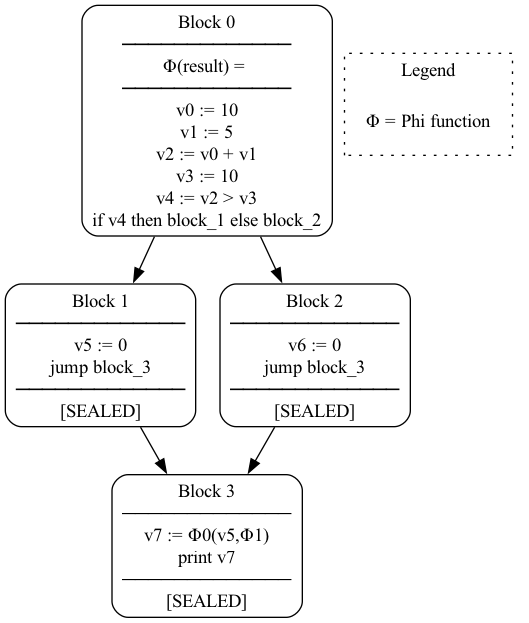 Block 0
Φ(result) =
v0 := 10
v1 := 5
v2 := v0 + v1
v3 := 10
v4 := v2 > v3
if v4 then block_1 else block_2
Legend
Φ = Phi function
Block 1
v5 := 0
jump block_3
[SEALED]
Block 2
v6 := 0
jump block_3
[SEALED]
Block 3
v7 := Φ0(v5,Φ1)
print v7
[SEALED]